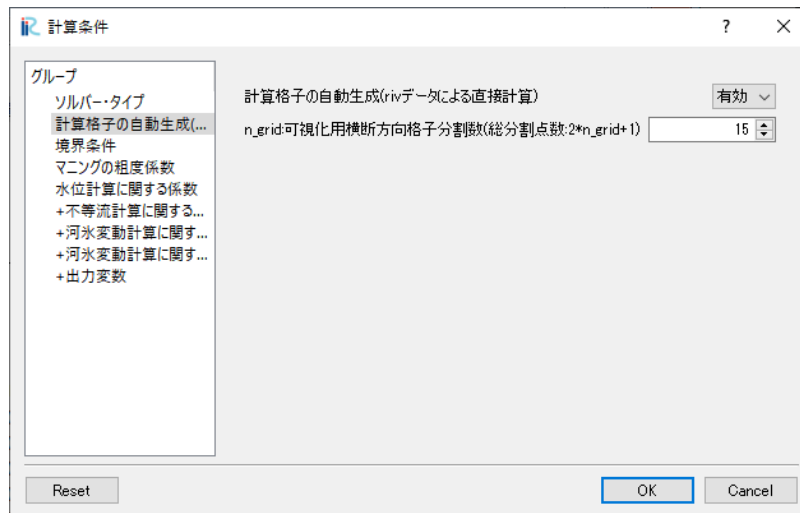 iRC 計算条件
?
グループ
ソルバー・タイプ
計算格子の自動生成(...
境界条件
マニングの粗度係数
水位計算に関する係数
+不等流計算に関する...
+河氷変動計算に関す...
+河氷変動計算に関す...
+出力変数
計算格子の自動生成(rivデータによる直接計算)
有効
n_grid:可視化用横断方向格子分割数(総分割点数:2*n_grid+1)
15
Reset
OK
Cancel